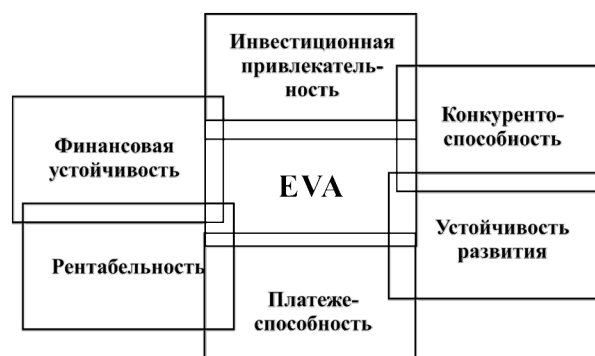 Инвестиционная
привлекатель-
ность
Конкуренто-
способность
Финансовая
устойчивость
EVA
Устойчивость
развития
Рентабельность
Платеже-
способность